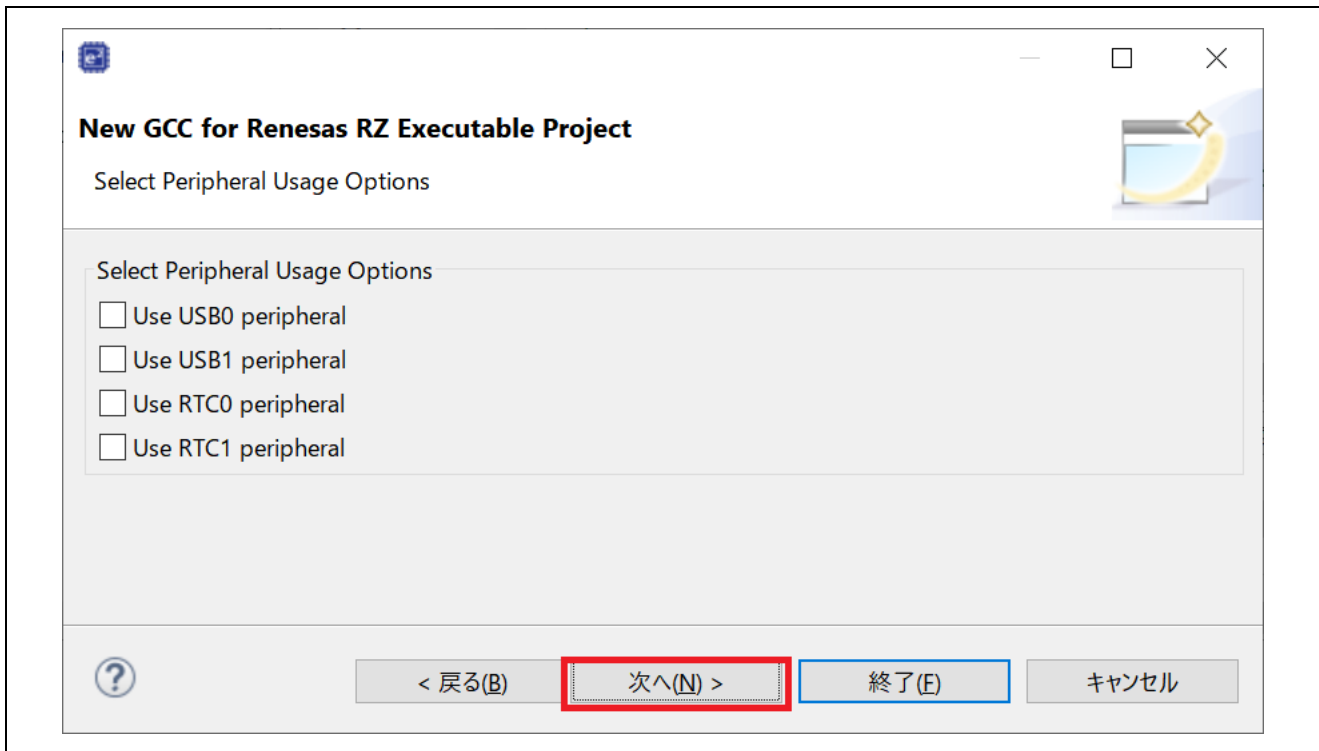 e²
New GCC for Renesas RZ Executable Project
Select Peripheral Usage Options
Select Peripheral Usage Options
Use USB0 peripheral
Use USB1 peripheral
Use RTC0 peripheral
Use RTC1 peripheral
?
< 戻る(B) 次へ(N) > 終了(F) キャンセル